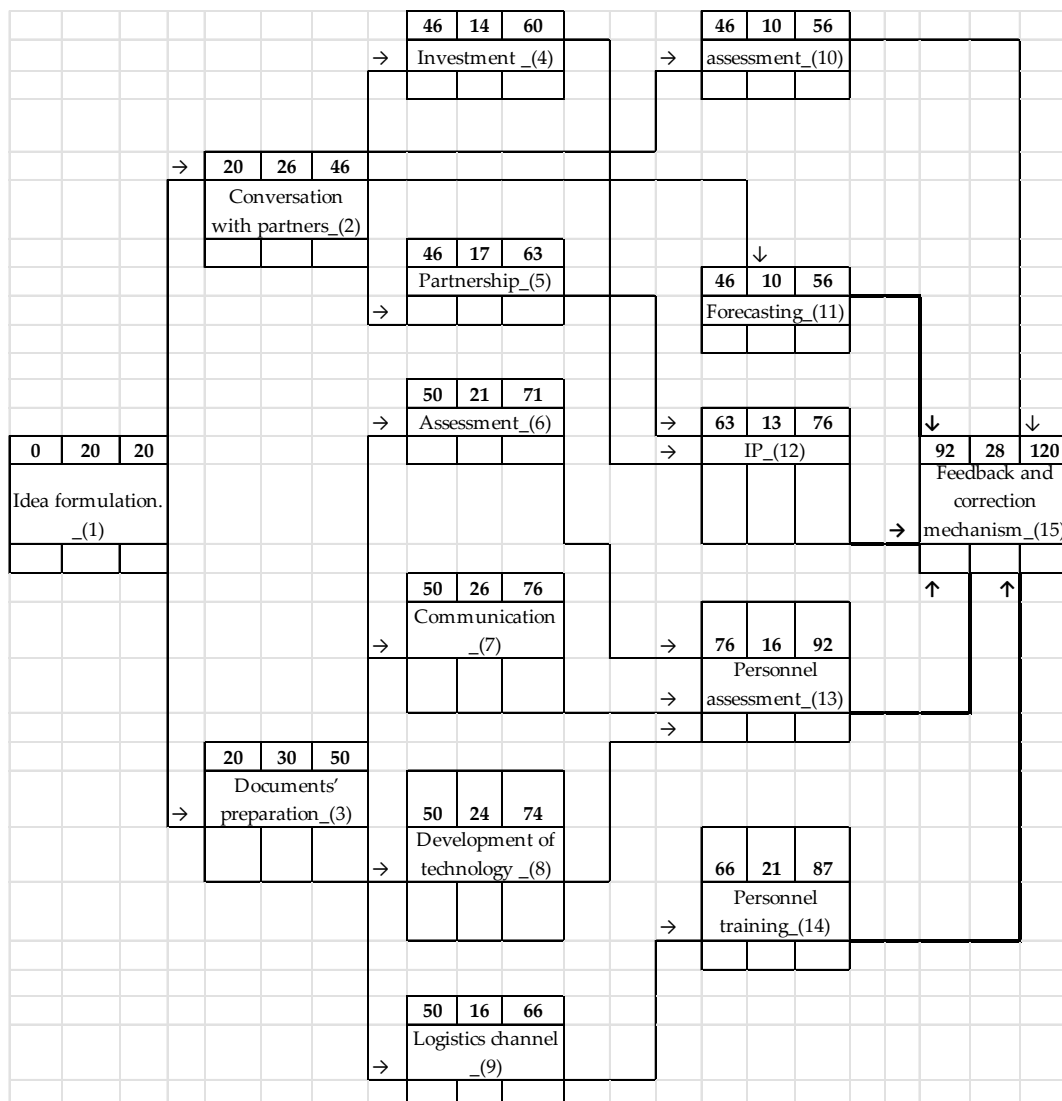 46 14 60
Investment _(4)
46 10 56
assessment_(10)
→
→
→
20 26 46
Conversation
with partners_(2)
46 17 63
Partnership_(5)
→
↓
46 10 56
Forecasting_(11)
50 21 71
→ Assessment_(6)
→ 63 13 76
→ IP_(12)
0 20 20
Idea formulation.
_(1)
↓ ↓
92 28 120
Feedback and
correction
→ mechanism_(15)
↑ ↑
50 26 76
Communication
→ _(7)
76 16 92
→ Personnel
→ assessment_(13)
→
20 30 50
Documents’
→ preparation_(3)
50 24 74
Development of
→ technology _(8)
66 21 87
Personnel
→ training_(14)
50 16 66
Logistics channel
→ _(9)